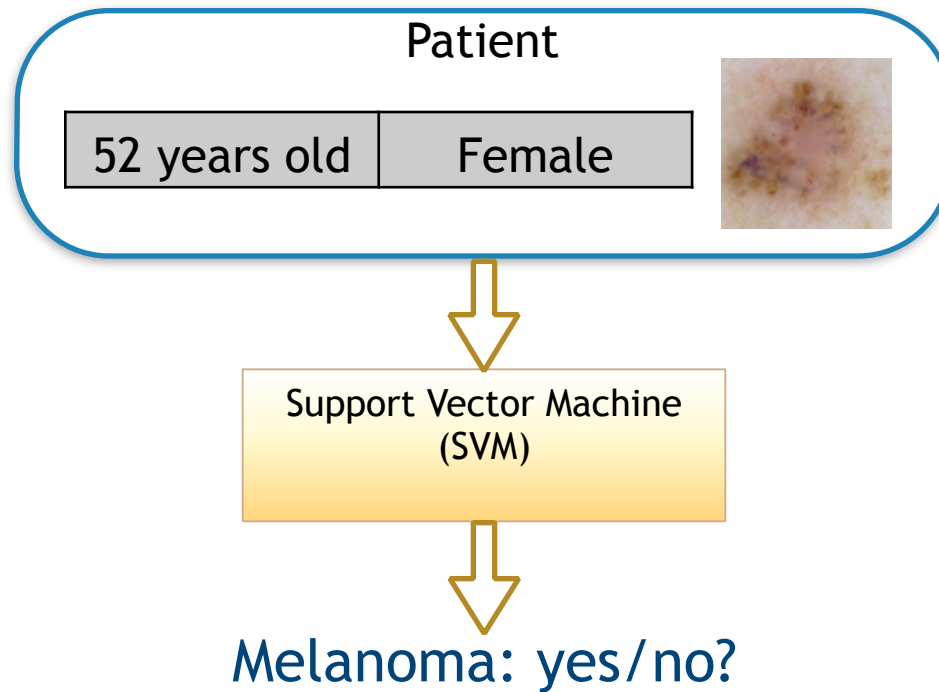 Patient
52 years old Female
Support Vector Machine
(SVM)
Melanoma: yes/no?